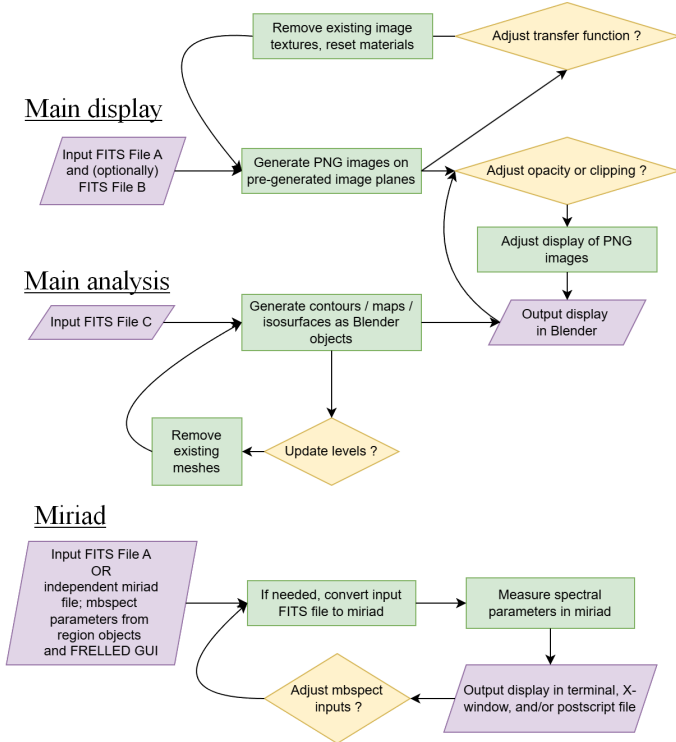 Remove existing image
textures, reset materials
Adjust transfer function ?
Main display
Input FITS File A
and (optionally)
FITS File B
Generate PNG images on
pre-generated image planes
Adjust opacity or clipping ?
Adjust display of PNG
images
Main analysis
Input FITS File C
Generate contours / maps /
isosurfaces as Blender
objects
Output display
in Blender
Remove
existing
meshes
Update levels ?
Miriad
Input FITS File A
OR
independent miriad
file; mbspect
parameters from
region objects
and FRELLED GUI
If needed, convert input
FITS file to miriad
Measure spectral
parameters in miriad
Adjust mbspect
inputs ?
Output display in terminal, X-
window, and/or postscript file